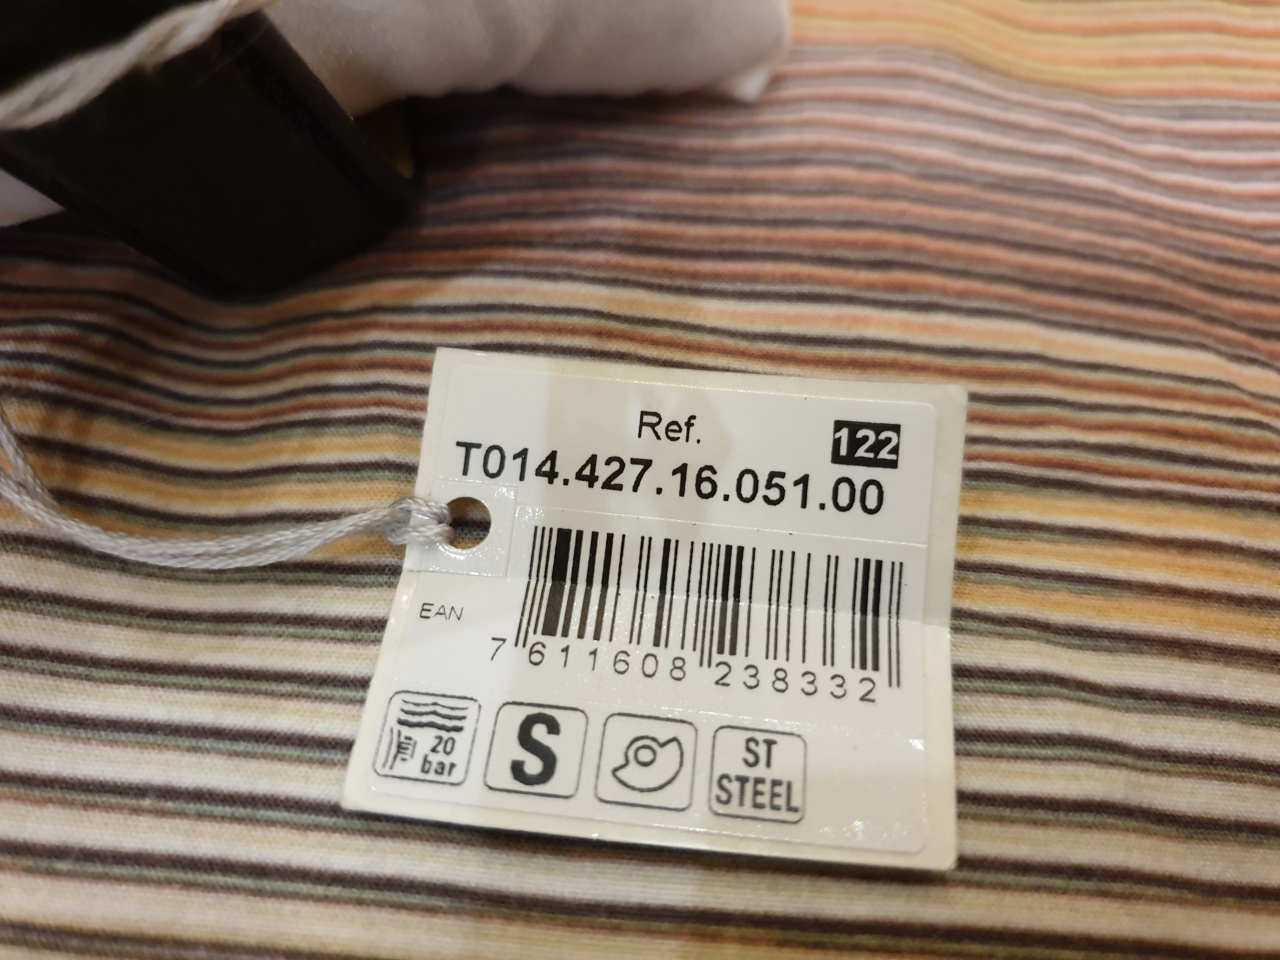 Ref.
122
T014.427.16.051.00
EAN
7 611608 238332
20
bar
S
ST
STEEL